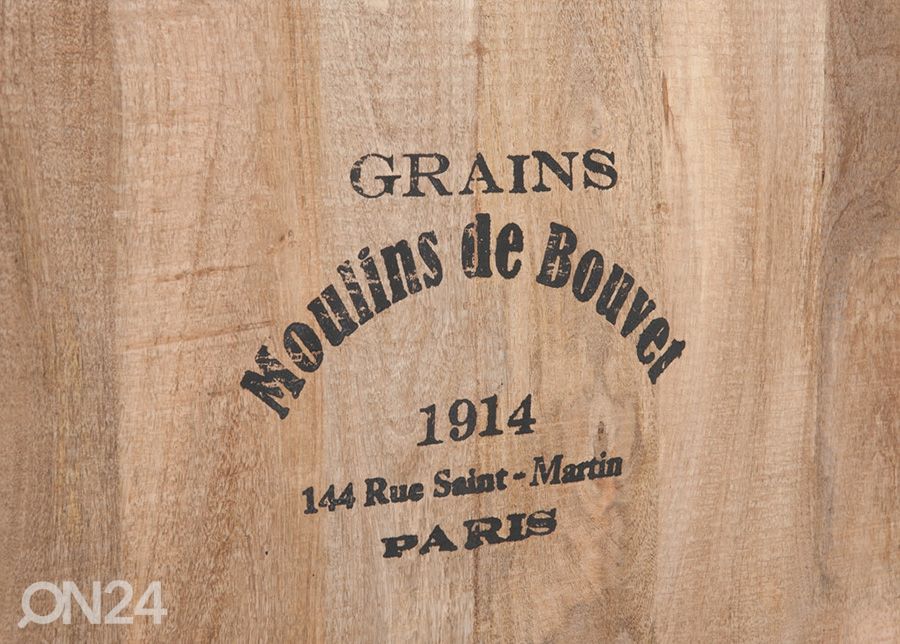 GRAINS
Moulins de Bouvet
1914
144 Rue Saint-Martin
PARIS
ON24